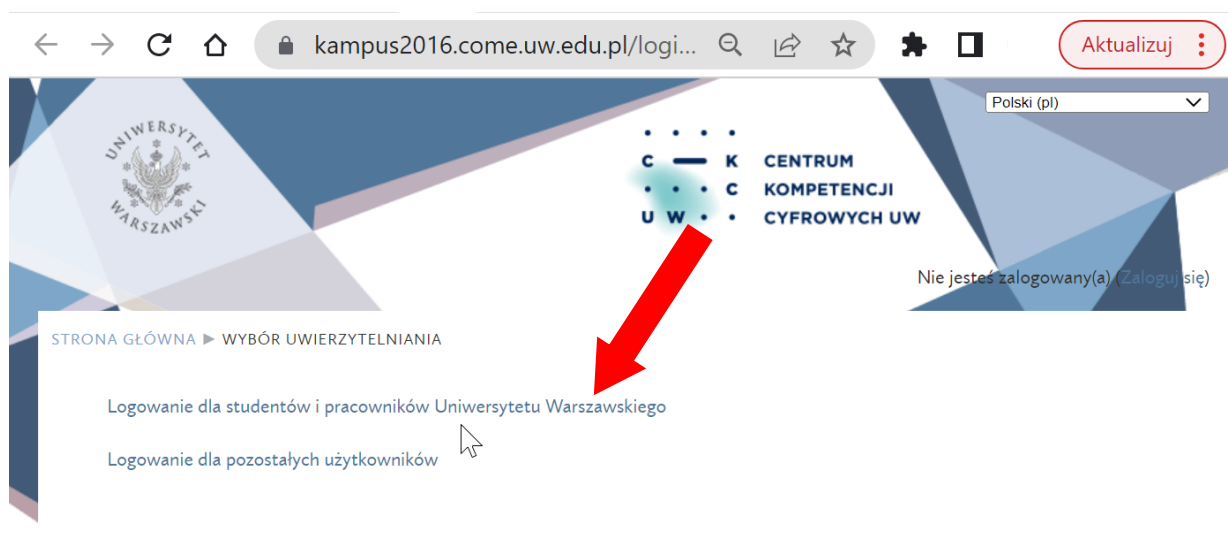 kampus2016.come.uw.edu.pl/logi...
Aktualizuj
Polski (pl)
UNIWERSYTET
WARSZAWSKI
C K CENTRUM
C KOMPETENCJI
U W CYFROWYCH UW
Nie jesteś zalogowany(a) (Zaloguj się)
STRONA GŁÓWNA ► WYBÓR UWIERZYTELNIANIA
Logowanie dla studentów i pracowników Uniwersytetu Warszawskiego
Logowanie dla pozostałych użytkowników